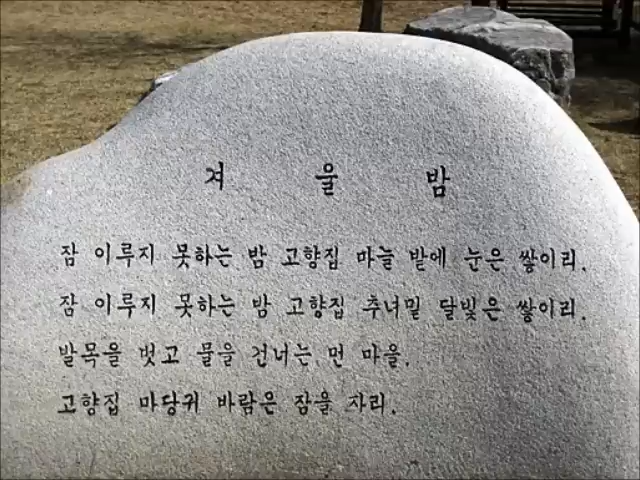 겨 울 밤
잠 이루지 못하는 밤 고향집 마늘 밭에 눈은 쌓이리.
잠 이루지 못하는 밤 고향집 추녀밑 달빛은 쌓이리.
발목을 벗고 물을 건너는 먼 마을.
고향집 마당귀 바람은 잠을 자리.